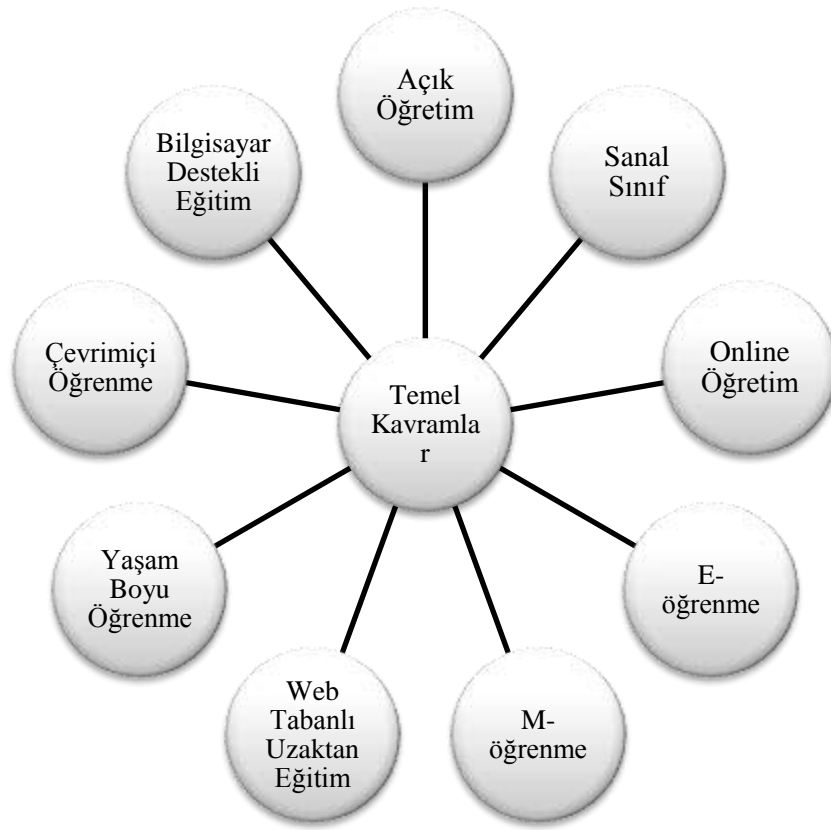 Açık
Öğretim
Sanal
Sınıf
Online
Öğretim
E-
öğrenme
M-
öğrenme
Web
Tabanlı
Uzaktan
Eğitim
Yaşam
Boyu
Öğrenme
Çevrimiçi
Öğrenme
Bilgisayar
Destekli
Eğitim
Temel
Kavramla
r